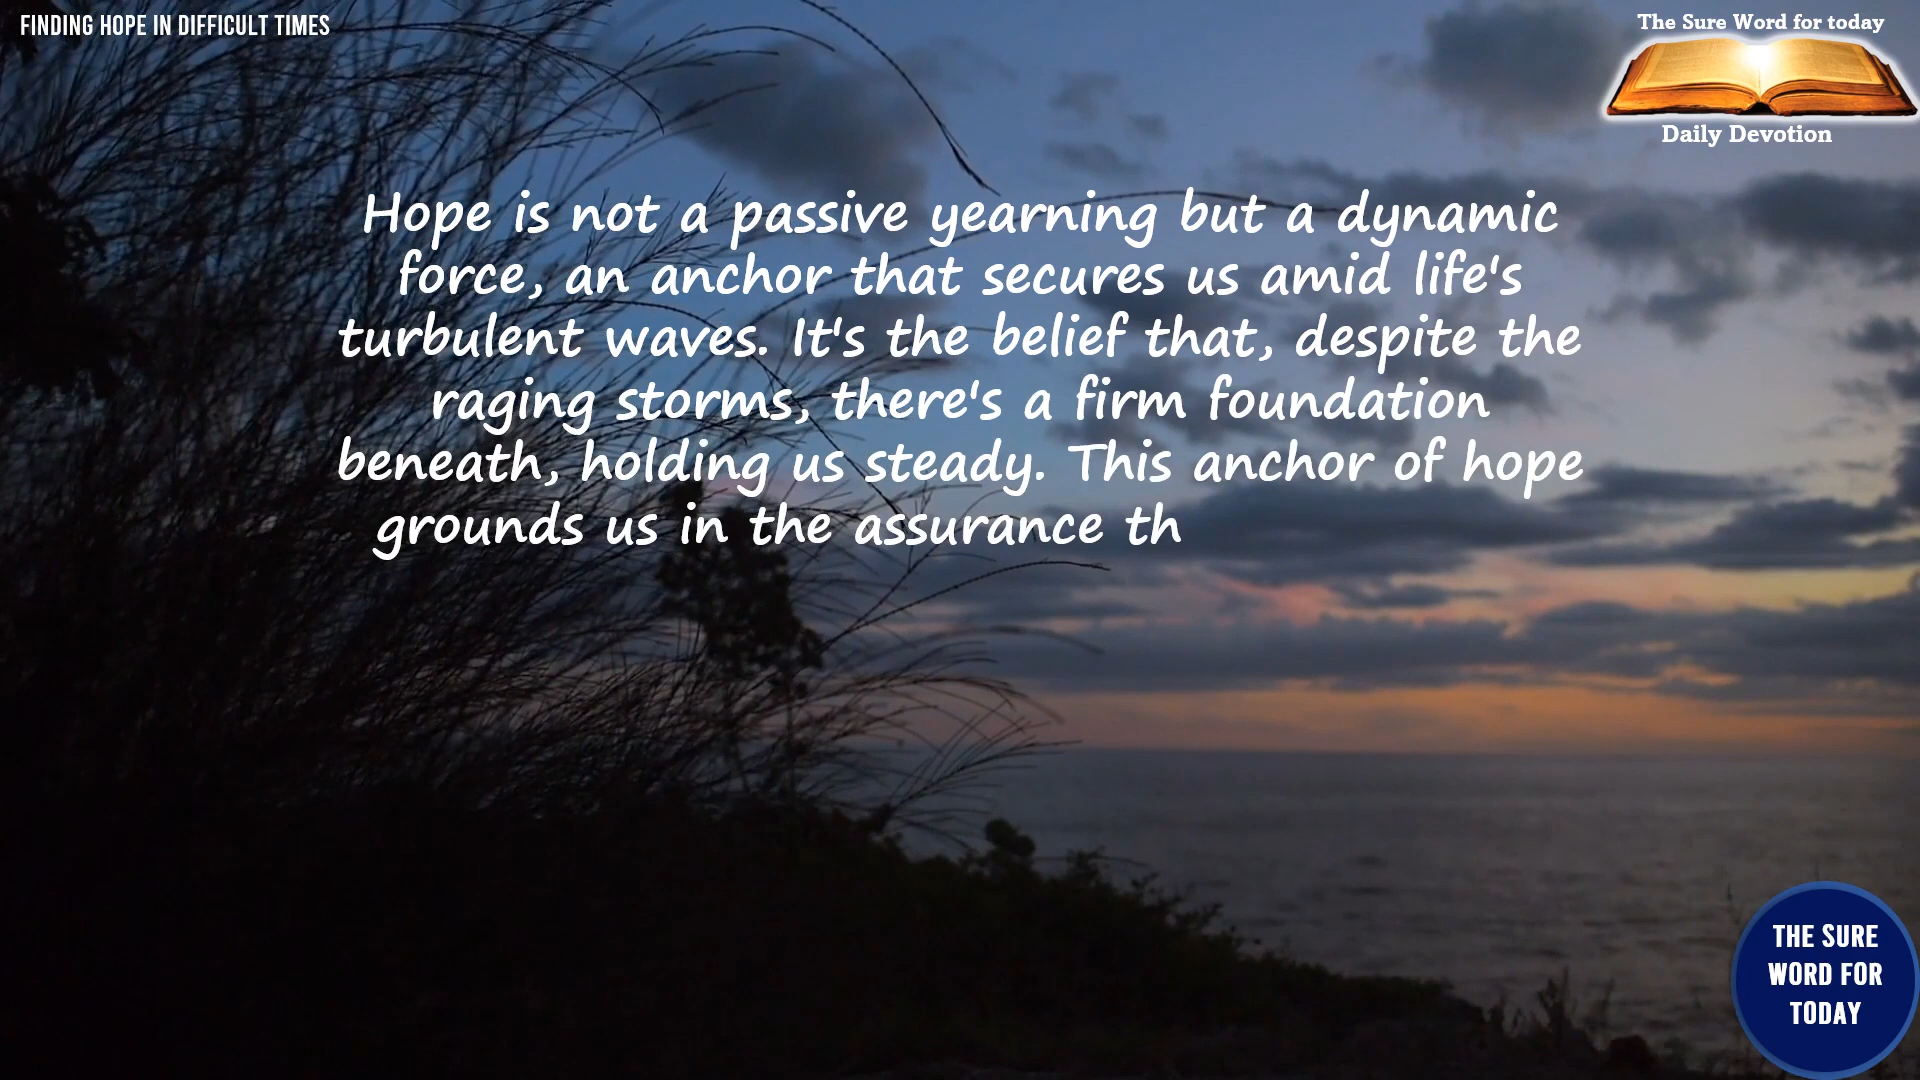 FINDING HOPE IN DIFFICULT TIMES
The Sure Word for today
Daily Devotion
Hope is not a passive yearning but a dynamic
force, an anchor that secures us amid life's
turbulent waves. It's the belief that, despite the
raging storms, there's a firm foundation
beneath, holding us steady. This anchor of hope
grounds us in the assurance th
THE SURE
WORD FOR
TODAY